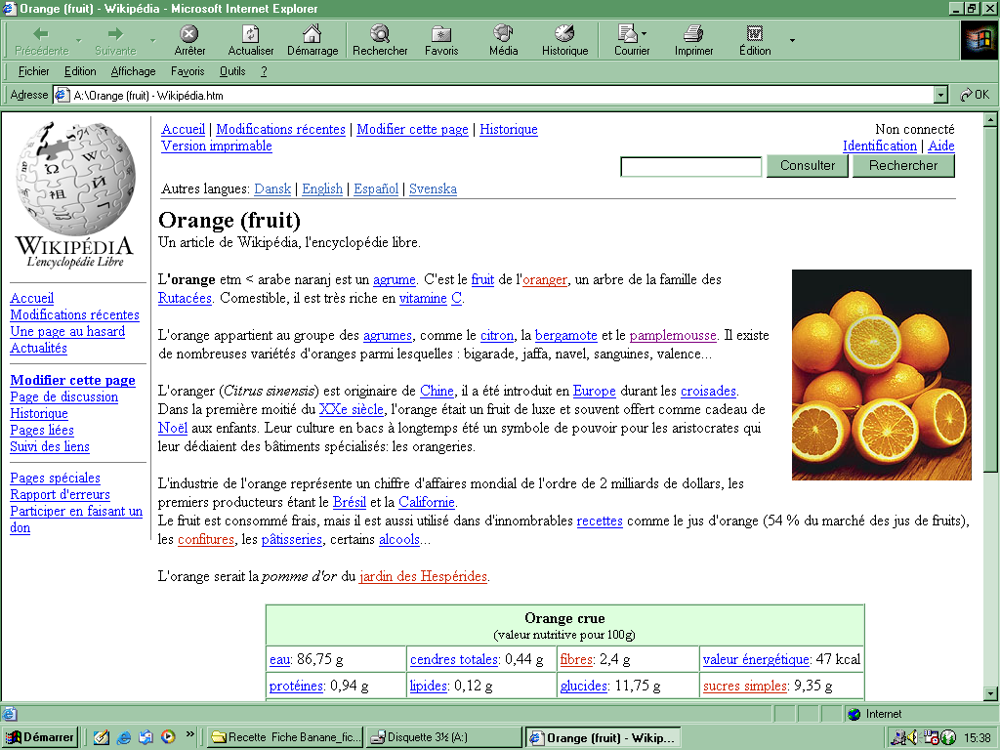 Orange (fruit) - Wikipédia - Microsoft Internet Explorer
Précédente Suivante Arrêter Actualiser Démarrage Rechercher Favoris Média Historique Courrier Imprimer Édition
Fichier Edition Affichage Favoris Outils ?
Adresse A:\Orange (fruit) - Wikipédia.htm OK
WIKIPÉDIA
L'encyclopédie Libre
Accueil
Modifications récentes
Une page au hasard
Actualités
Modifier cette page
Page de discussion
Historique
Pages liées
Suivi des liens
Pages spéciales
Rapport d'erreurs
Participer en faisant un
don
Accueil | Modifications récentes | Modifier cette page | Historique
Version imprimable
Non connecté
Identification | Aide
Consulter Rechercher
Autres langues: Dansk | English | Español | Svenska
Orange (fruit)
Un article de Wikipédia, l'encyclopédie libre.
L'orange etm < arabe naranj est un agrume. C'est le fruit de l'oranger, un arbre de la famille des
Rutacées. Comestible, il est très riche en vitamine C.
L'orange appartient au groupe des agrumes, comme le citron, la bergamote et le pamplemousse. Il existe
de nombreuses variétés d'oranges parmi lesquelles : bigarade, jaffa, navel, sanguines, valence...
L'oranger (Citrus sinensis) est originaire de Chine, il a été introduit en Europe durant les croisades.
Dans la première moitié du XXe siècle, l'orange était un fruit de luxe et souvent offert comme cadeau de
Noël aux enfants. Leur culture en bacs à longtemps été un symbole de pouvoir pour les aristocrates qui
leur dédiaient des bâtiments spécialisés: les orangeries.
L'industrie de l'orange représente un chiffre d'affaires mondial de l'ordre de 2 milliards de dollars, les
premiers producteurs étant le Brésil et la Californie.
Le fruit est consommé frais, mais il est aussi utilisé dans d'innombrables recettes comme le jus d'orange (54 % du marché des jus de fruits),
les confitures, les pâtisseries, certains alcools...
L'orange serait la pomme d'or du jardin des Hespérides.
Orange crue
(valeur nutritive pour 100g)
eau: 86,75 g cendres totales: 0,44 g fibres: 2,4 g valeur énergétique: 47 kcal
protéines: 0,94 g lipides: 0,12 g glucides: 11,75 g sucres simples: 9,35 g
Internet
Démarrer Recette Fiche Banane_fic... Disquette 3½ (A:) Orange (fruit) - Wikip... 15:38